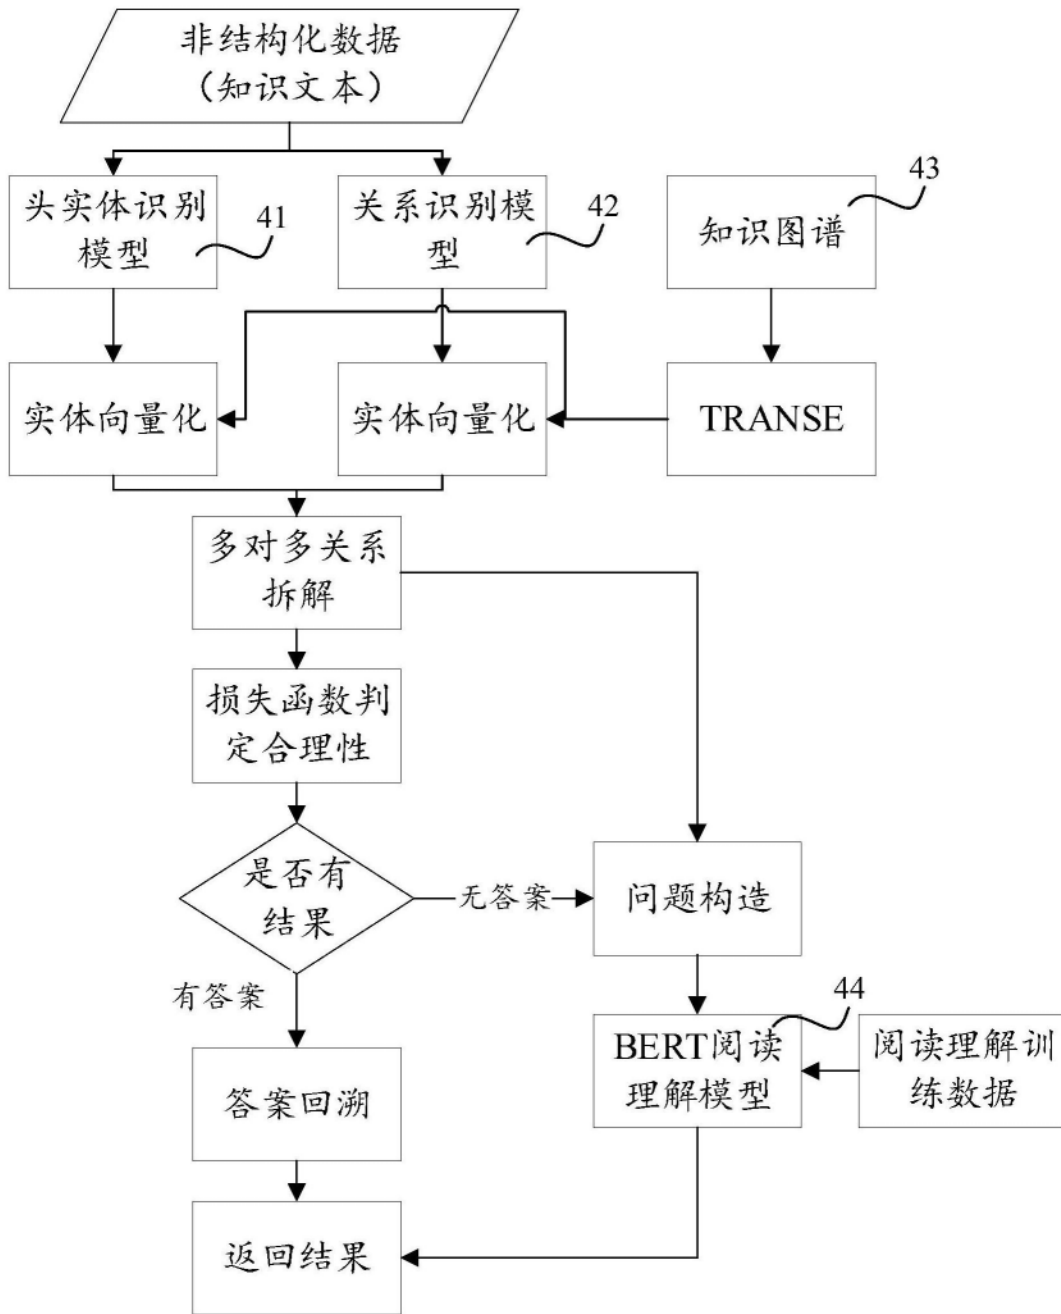 非结构化数据
（知识文本）
头实体识别
模型
41
关系识别模
型
42
知识图谱
43
实体向量化
实体向量化
TRANSE
多对多关系
拆解
损失函数判
定合理性
是否有
结果
无答案
问题构造
有答案
44
BERT阅读
理解模型
阅读理解训
练数据
答案回溯
返回结果